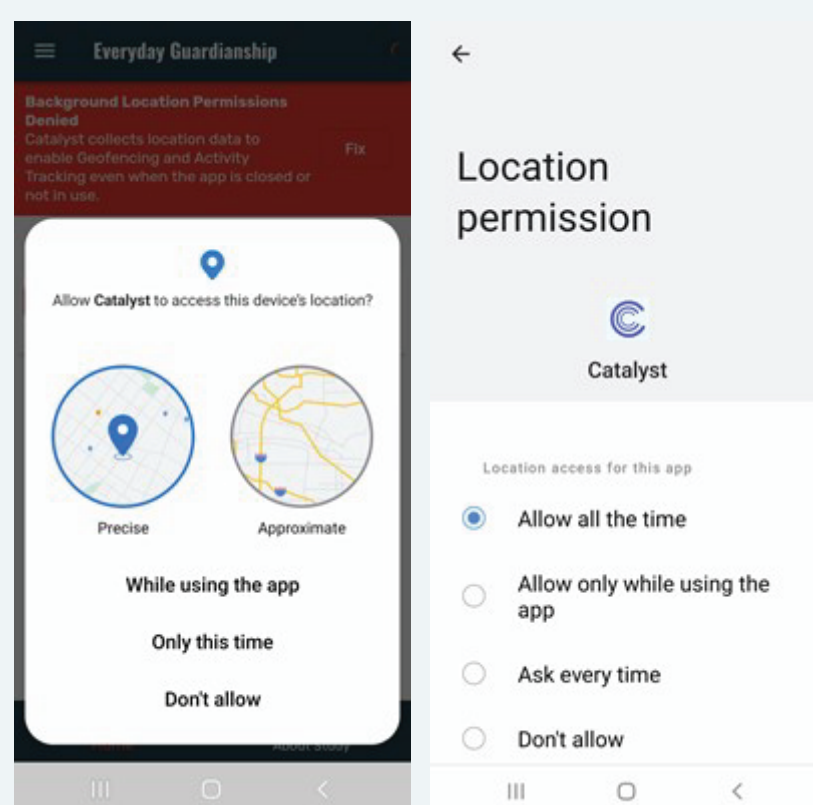 Everyday Guardianship
Background Location Permissions
Denied
Catalyst collects location data to
enable Geofencing and Activity
Tracking even when the app is closed or
not in use.
Fix
Allow Catalyst to access this device's location?
Precise
Approximate
While using the app
Only this time
Don't allow
Home
About Study
Location
permission
Catalyst
Location access for this app
Allow all the time
Allow only while using the
app
Ask every time
Don't allow